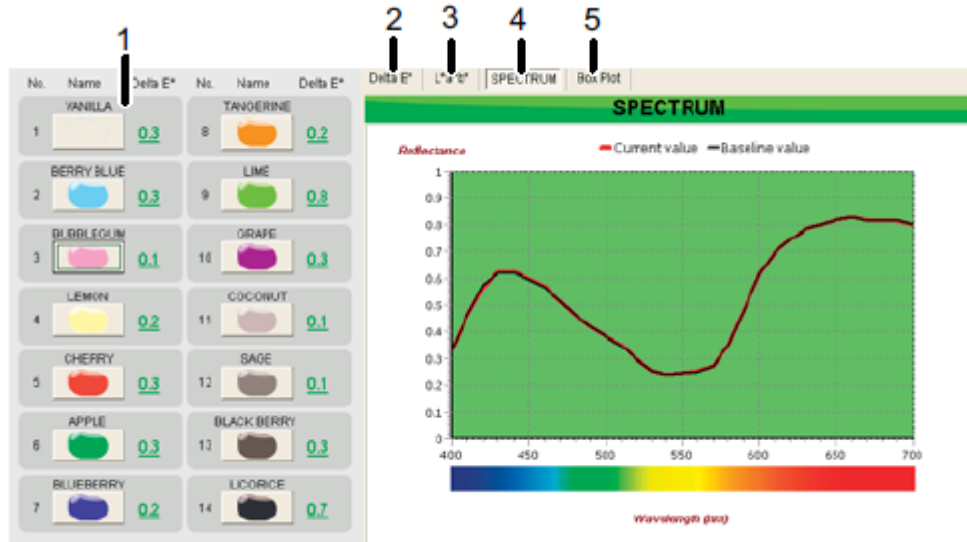 1
2 3 4 5
No. Name Delta E* No. Name Delta E*
Delta E* L*a*b* SPECTRUM Box Plot
VANILLA
1 0.3
TANGERINE
8 0.2
BERRY BLUE
2 0.3
LIME
9 0.8
BUBBLEGUM
3 0.1
GRAPE
10 0.3
LEMON
4 0.2
COCONUT
11 0.1
CHERRY
5 0.3
SAGE
12 0.1
APPLE
6 0.3
BLACK BERRY
13 0.3
BLUEBERRY
7 0.2
LICORICE
14 0.7
SPECTRUM
Reflectance
Current value Baseline value
1
0.9
0.8
0.7
0.6
0.5
0.4
0.3
0.2
0.1
0
400 450 500 550 600 650 700
Wavelength (nm)